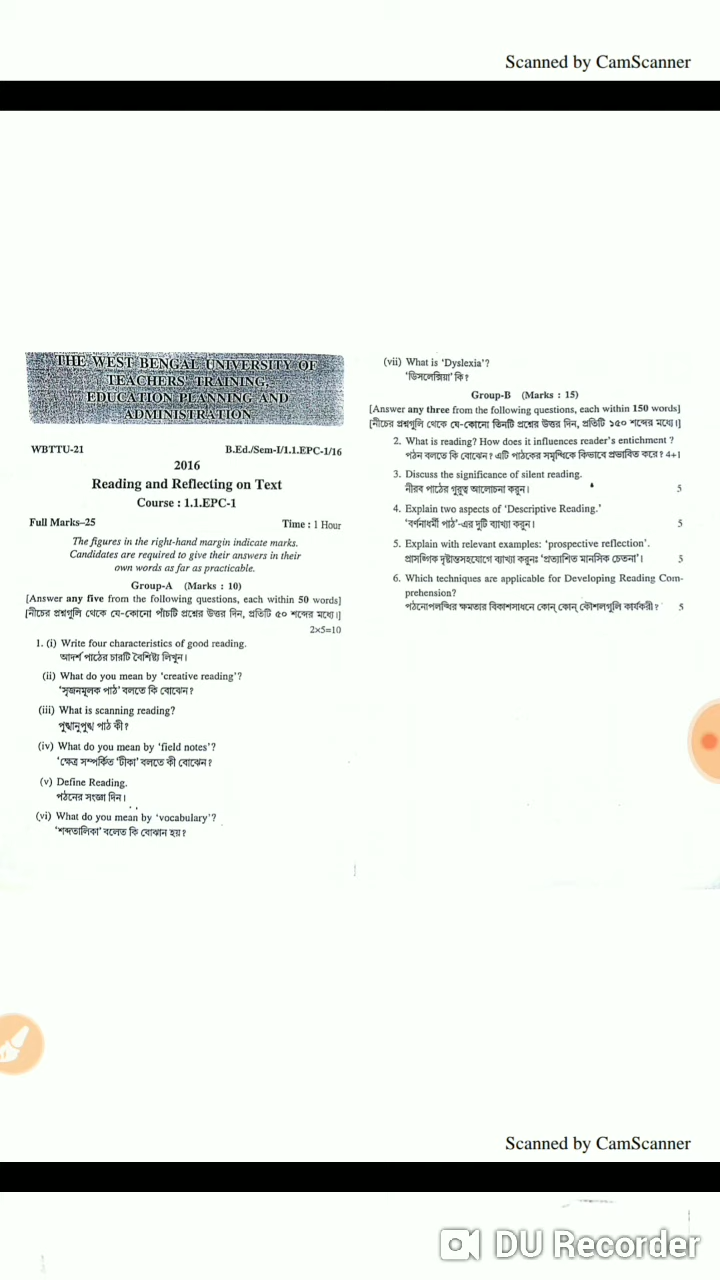 Scanned by CamScanner
THE WEST BENGAL UNIVERSITY OF
TEACHERS' TRAINING,
EDUCATION PLANNING AND
ADMINISTRATION
WBTTU-21 B.Ed./Sem-I/1.1.EPC-1/16
2016
Reading and Reflecting on Text
Course : 1.1.EPC-1
Full Marks–25 Time : 1 Hour
The figures in the right-hand margin indicate marks.
Candidates are required to give their answers in their
own words as far as practicable.
Group-A (Marks : 10)
[Answer any five from the following questions, each within 50 words]
[নীচের প্রশ্নগুলি থেকে যে-কোনো পাঁচটি প্রশ্নের উত্তর দিন, প্রতিটি ৫০ শব্দের মধ্যে।]
2×5=10
1. (i) Write four characteristics of good reading.
আদর্শ পাঠের চারটি বৈশিষ্ট্য লিখুন।
(ii) What do you mean by 'creative reading'?
'সৃজনমূলক পাঠ' বলতে কি বোঝেন?
(iii) What is scanning reading?
পুঙ্খানুপুঙ্খ পাঠ কী?
(iv) What do you mean by 'field notes'?
'ক্ষেত্র সম্পর্কিত 'টীকা' বলতে কী বোঝেন?
(v) Define Reading.
পঠনের সংজ্ঞা দিন।
(vi) What do you mean by 'vocabulary'?
'শব্দতালিকা' বলেত কি বোঝান হয়?
(vii) What is 'Dyslexia'?
'ডিসলেক্সিয়া' কি?
Group-B (Marks : 15)
[Answer any three from the following questions, each within 150 words]
[নীচের প্রশ্নগুলি থেকে যে-কোনো তিনটি প্রশ্নের উত্তর দিন, প্রতিটি ১৫০ শব্দের মধ্যে।]
2. What is reading? How does it influences reader's entichment ?
পঠন বলতে কি বোঝেন? এটি পাঠকের সমৃদ্ধিকে কিভাবে প্রভাবিত করে? 4+1
3. Discuss the significance of silent reading.
নীরব পাঠের গুরুত্ব আলোচনা করুন। 5
4. Explain two aspects of 'Descriptive Reading.'
'বর্ণনাধর্মী পাঠ'-এর দুটি ব্যাখ্যা করুন। 5
5. Explain with relevant examples: 'prospective reflection'.
প্রাসঙ্গিক দৃষ্টান্তসহযোগে ব্যাখ্যা করুনঃ 'প্রত্যাশিত মানসিক চেতনা'। 5
6. Which techniques are applicable for Developing Reading Com-
prehension?
পঠনোপলব্ধির ক্ষমতার বিকাশসাধনে কোন্ কোন্ কৌশলগুলি কার্যকরী? 5
Scanned by CamScanner
DU Recorder